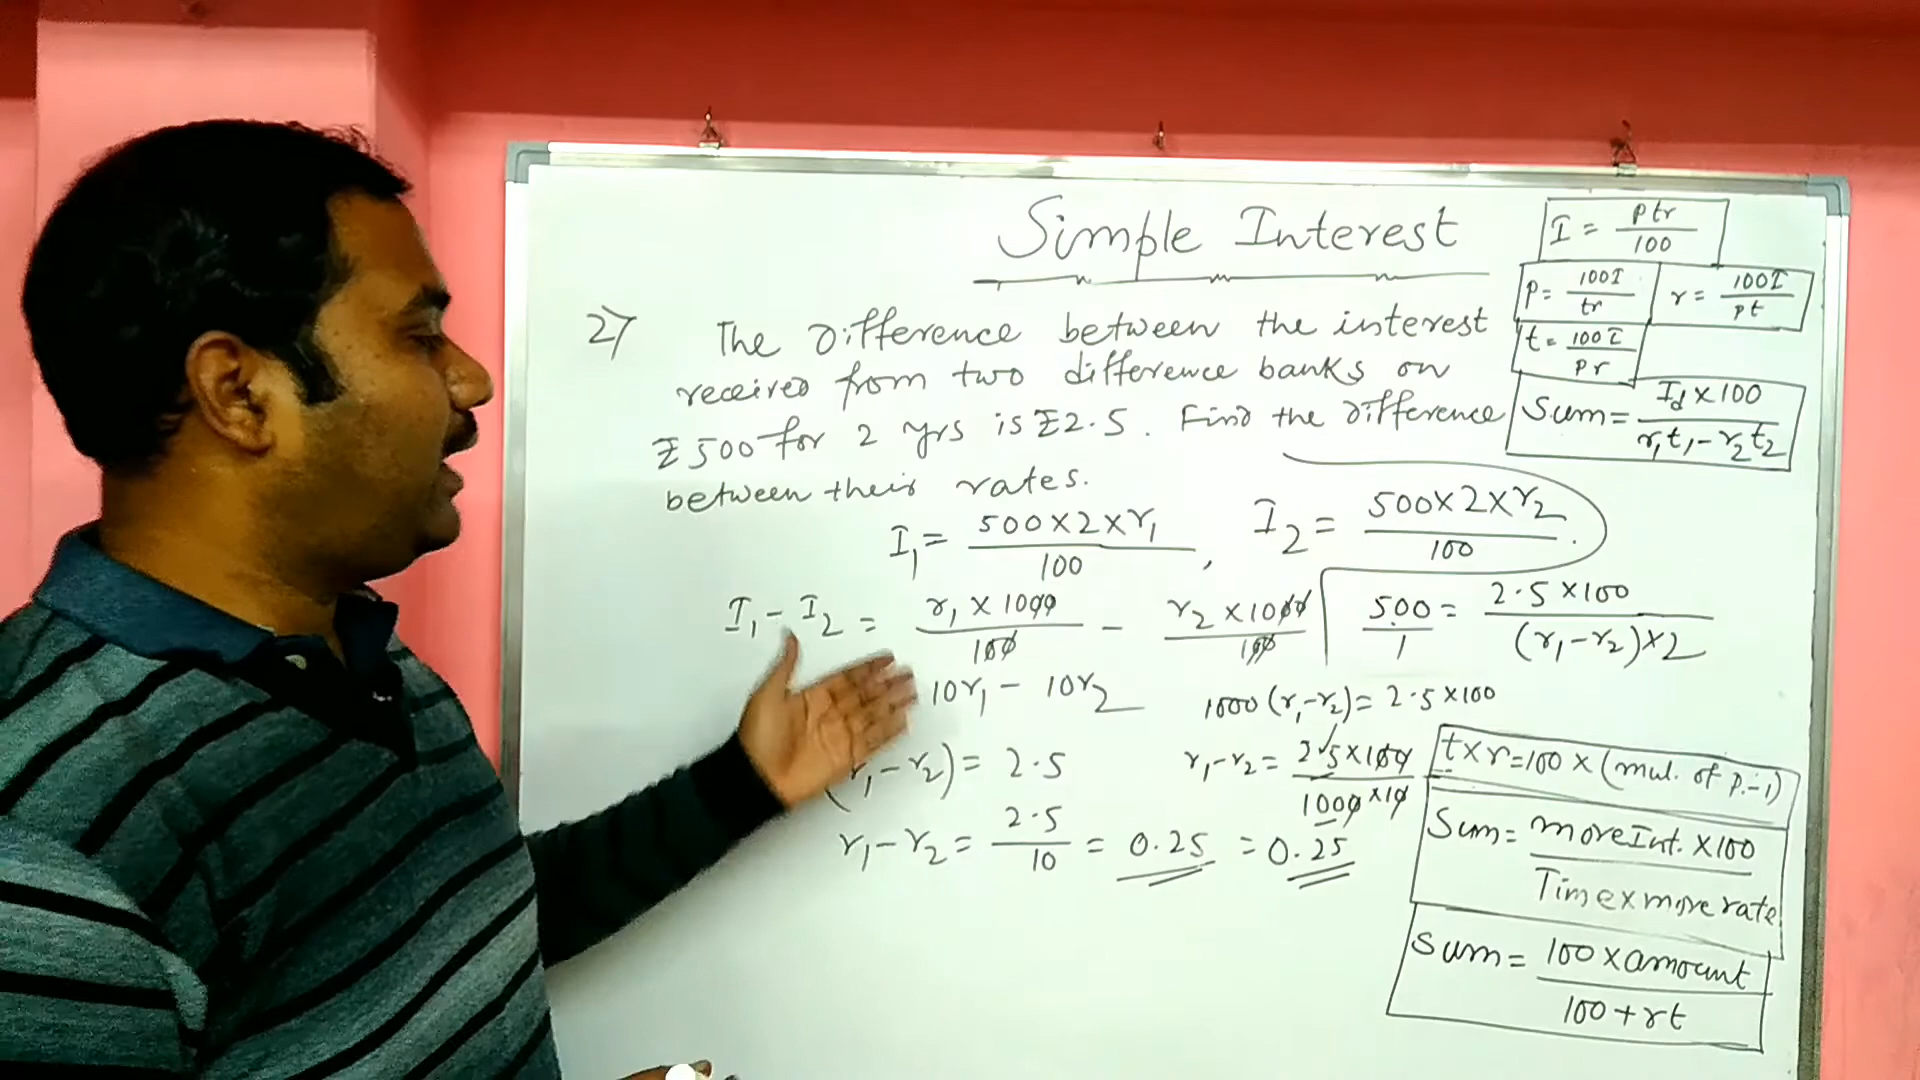 Simple Interest
2) The Difference between the interest
received from two difference banks on
₹500 for 2 yrs is ₹2.5. Find the difference
between their rates.
I₁ = 500×2×r₁ / 100 , I₂ = 500×2×r₂ / 100 .
I₁ - I₂ = r₁ × 1000 / 100 - r₂ × 1000 / 100
10r₁ - 10r₂
(r₁ - r₂) = 2.5
r₁ - r₂ = 2.5 / 10 = 0.25
500 / 1 = 2.5 × 100 / (r₁ - r₂) × 2
1000 (r₁ - r₂) = 2.5 × 100
r₁ - r₂ = 2.5 × 100 / 1000 × 10
= 0.25
I = ptr / 100
P = 100I / tr
r = 100I / pt
t = 100I / pr
Sum = Id × 100 / r₁t₁ - r₂t₂
t × r = 100 × (mul. of p. - 1)
Sum = more Int. × 100 / Time × more rate
Sum = 100 × amount / 100 + rt